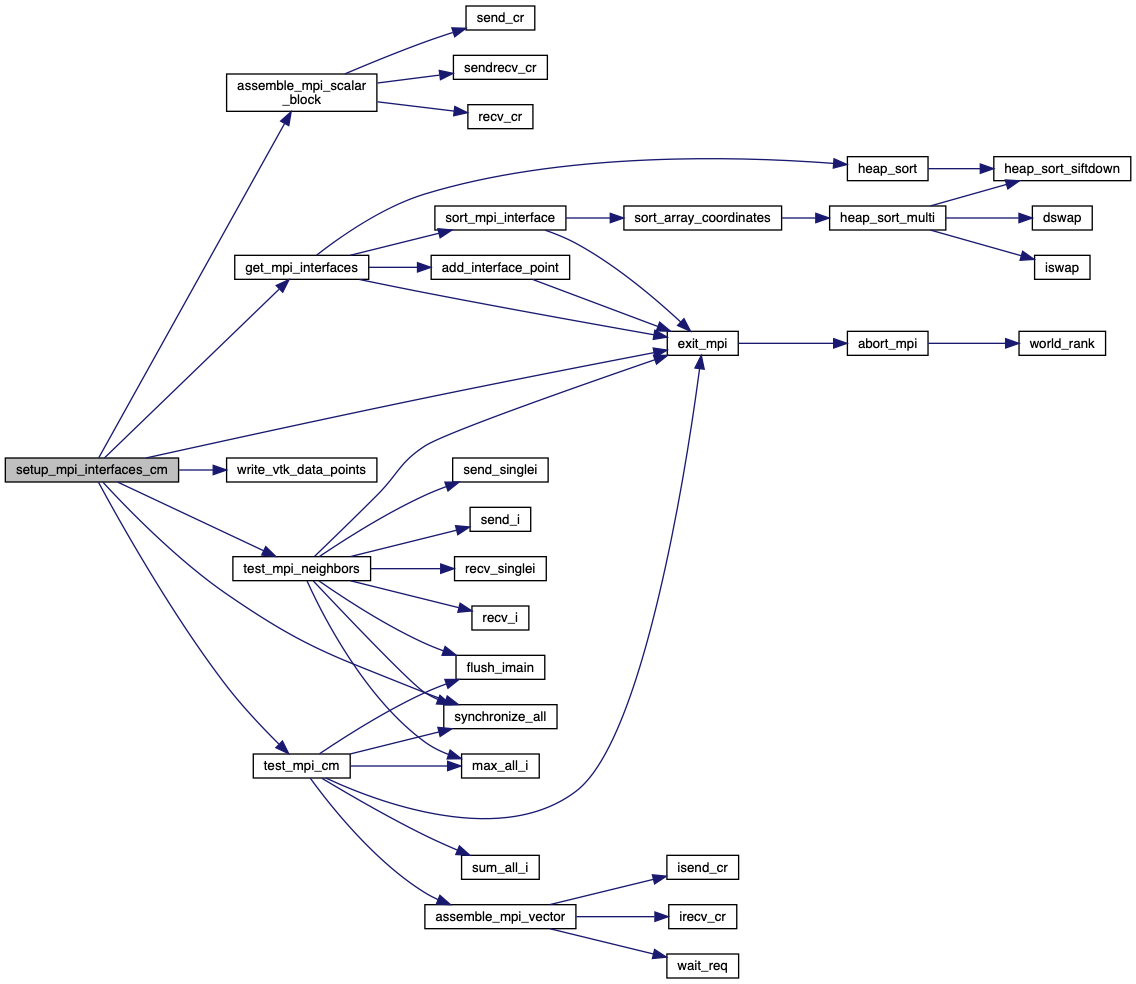 send_cr
sendrecv_cr
assemble_mpi_scalar
_block
recv_cr
heap_sort
heap_sort_siftdown
sort_mpi_interface
sort_array_coordinates
heap_sort_multi
dswap
get_mpi_interfaces
add_interface_point
iswap
exit_mpi
abort_mpi
world_rank
setup_mpi_interfaces_cm
write_vtk_data_points
send_singlei
send_i
test_mpi_neighbors
recv_singlei
recv_i
flush_imain
synchronize_all
test_mpi_cm
max_all_i
sum_all_i
isend_cr
assemble_mpi_vector
irecv_cr
wait_req